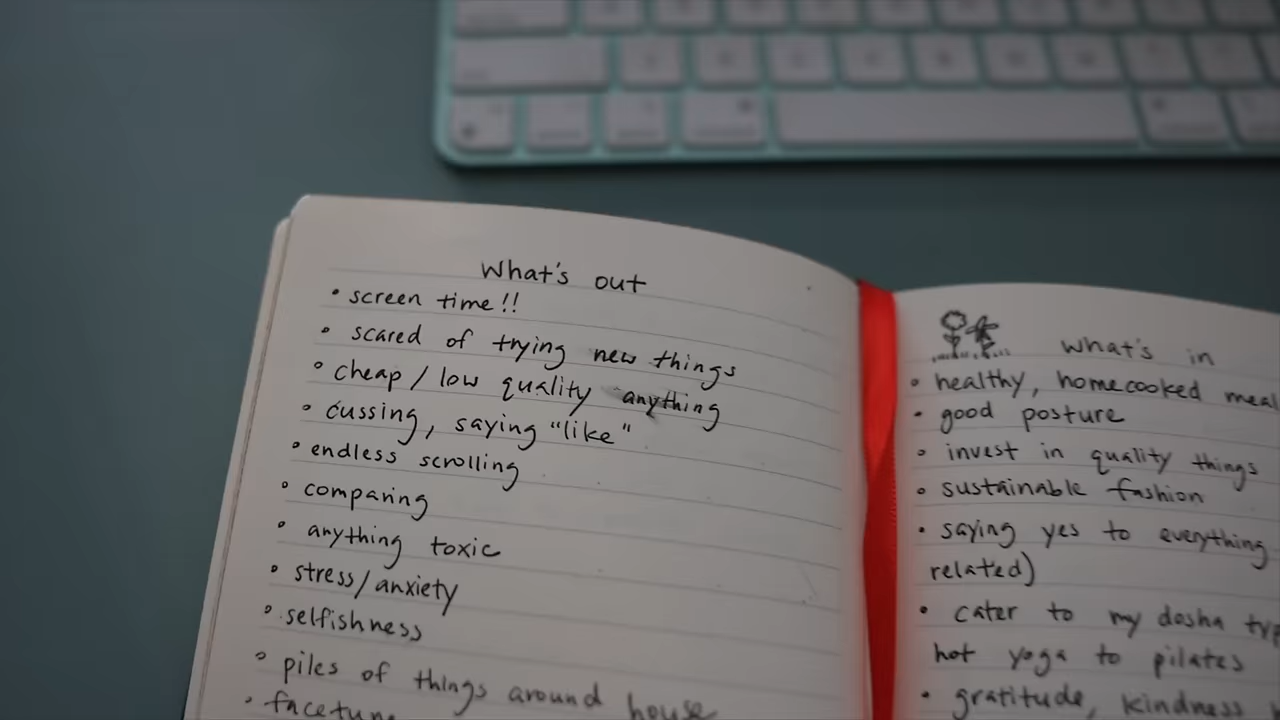 What's out
• screen time!!
• scared of trying new things
• cheap / low quality anything
• cussing, saying "like"
• endless scrolling
• comparing
• anything toxic
• stress/anxiety
• selfishness
• piles of things around house
What's in
• healthy, homecooked
• good posture
• invest in quality things
• sustainable fashion
• saying yes to everything
related)
• cater to my dosha
hot yoga to pilates
• gratitude, kindness